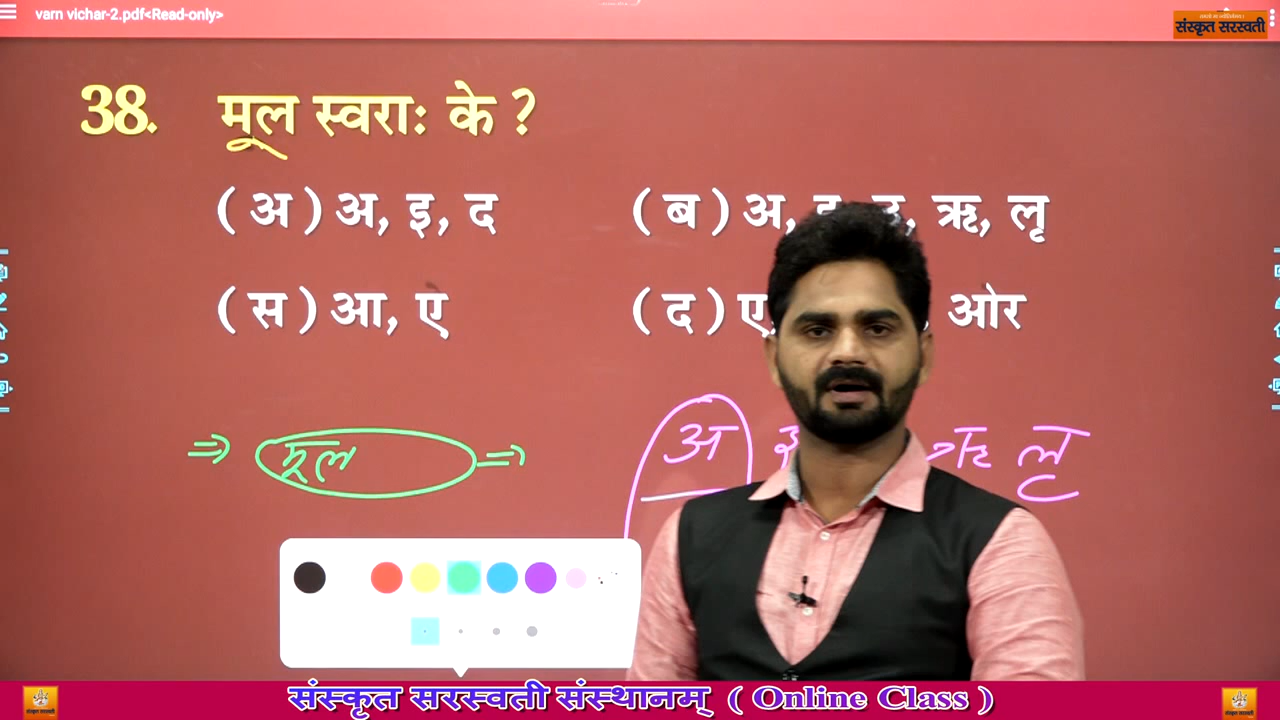 varn vichar-2.pdf<Read-only>
संस्कृत सरस्वती
38. मूल स्वराः के ?
( अ ) अ, इ, द ( ब ) अ, ऋ, लृ
( स ) आ, ए ( द ) ए, ओर
⇒ मूल ⇒ अ ऋ लृ
संस्कृत सरस्वती संस्थानम् ( Online Class )